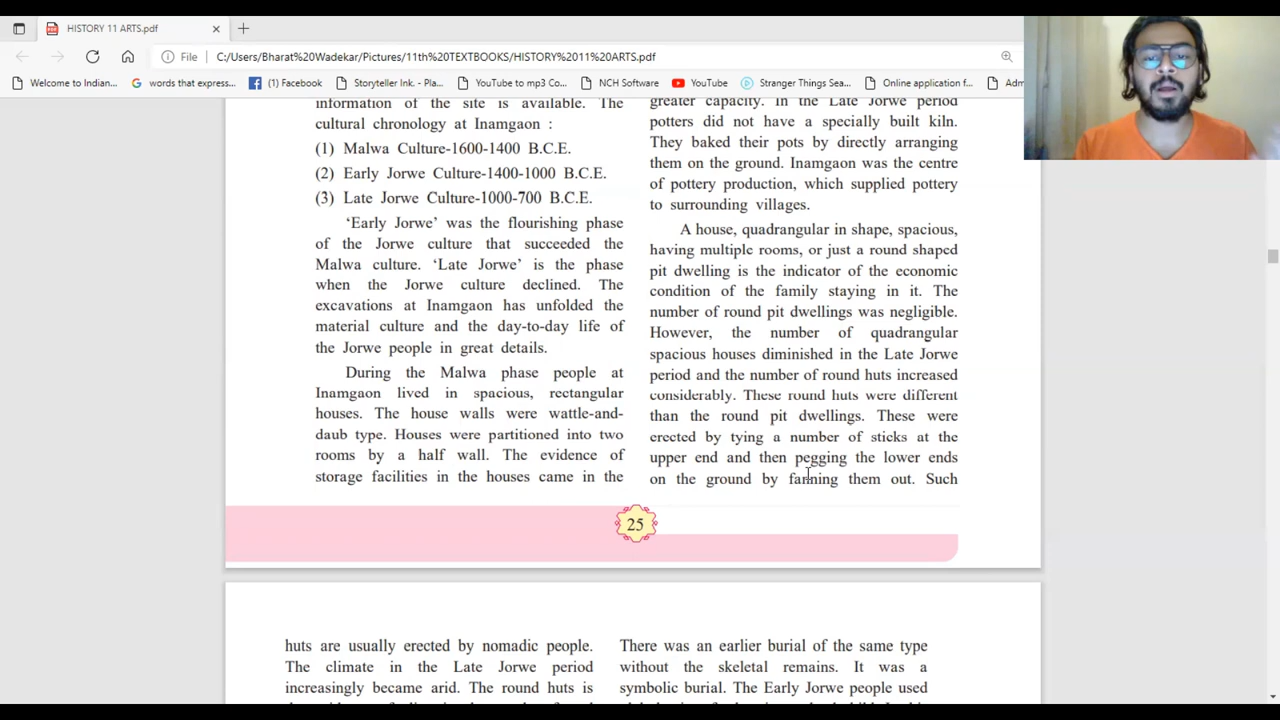 HISTORY 11 ARTS.pdf
File
C:/Users/Bharat%20Wadekar/Pictures/11th%20TEXTBOOKS/HISTORY%2011%20ARTS.pdf
Welcome to Indian...
words that express...
(1) Facebook
Storyteller Ink. - Pla...
YouTube to mp3 Co...
NCH Software
YouTube
Stranger Things Sea...
Online application f...
Adm
information of the site is available. The
cultural chronology at Inamgaon :
(1) Malwa Culture-1600-1400 B.C.E.
(2) Early Jorwe Culture-1400-1000 B.C.E.
(3) Late Jorwe Culture-1000-700 B.C.E.
‘Early Jorwe’ was the flourishing phase
of the Jorwe culture that succeeded the
Malwa culture. ‘Late Jorwe’ is the phase
when the Jorwe culture declined. The
excavations at Inamgaon has unfolded the
material culture and the day-to-day life of
the Jorwe people in great details.
During the Malwa phase people at
Inamgaon lived in spacious, rectangular
houses. The house walls were wattle-and-
daub type. Houses were partitioned into two
rooms by a half wall. The evidence of
storage facilities in the houses came in the
greater capacity. In the Late Jorwe period
potters did not have a specially built kiln.
They baked their pots by directly arranging
them on the ground. Inamgaon was the centre
of pottery production, which supplied pottery
to surrounding villages.
A house, quadrangular in shape, spacious,
having multiple rooms, or just a round shaped
pit dwelling is the indicator of the economic
condition of the family staying in it. The
number of round pit dwellings was negligible.
However, the number of quadrangular
spacious houses diminished in the Late Jorwe
period and the number of round huts increased
considerably. These round huts were different
than the round pit dwellings. These were
erected by tying a number of sticks at the
upper end and then pegging the lower ends
on the ground by fanning them out. Such
25
huts are usually erected by nomadic people.
The climate in the Late Jorwe period
increasingly became arid. The round huts is
There was an earlier burial of the same type
without the skeletal remains. It was a
symbolic burial. The Early Jorwe people used